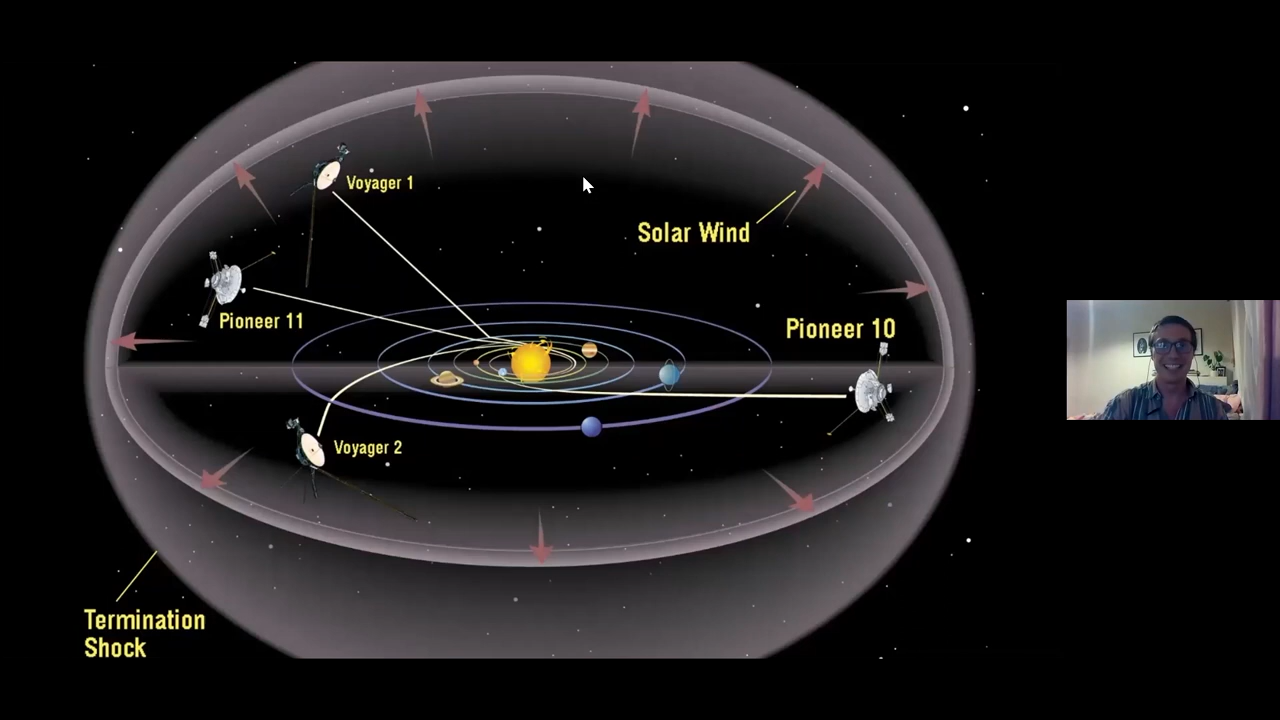 Voyager 1
Solar Wind
Pioneer 11
Pioneer 10
Voyager 2
Termination
Shock